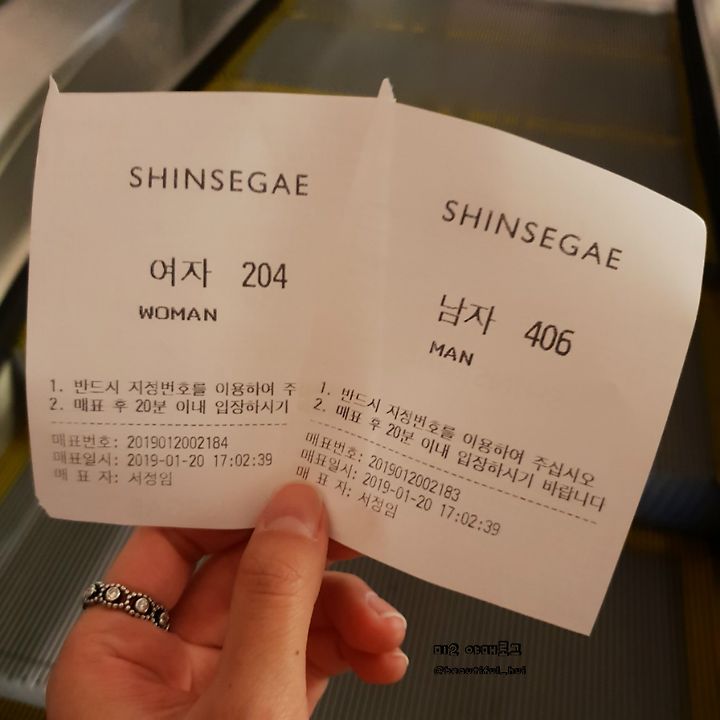 SHINSEGAE
여자 204
WOMAN
1. 반드시 지정번호를 이용하여 주
2. 매표 후 20분 이내 입장하시기
매표번호: 2019012002184
매표일시: 2019-01-20 17:02:39
매 표 자: 서정임
SHINSEGAE
남자 406
MAN
1. 반드시 지정번호를 이용하여 주십시오
2. 매표 후 20분 이내 입장하시기 바랍니다
매표번호: 2019012002183
매표일시: 2019-01-20 17:02:39
매 표 자: 서정임
@beautiful_hui